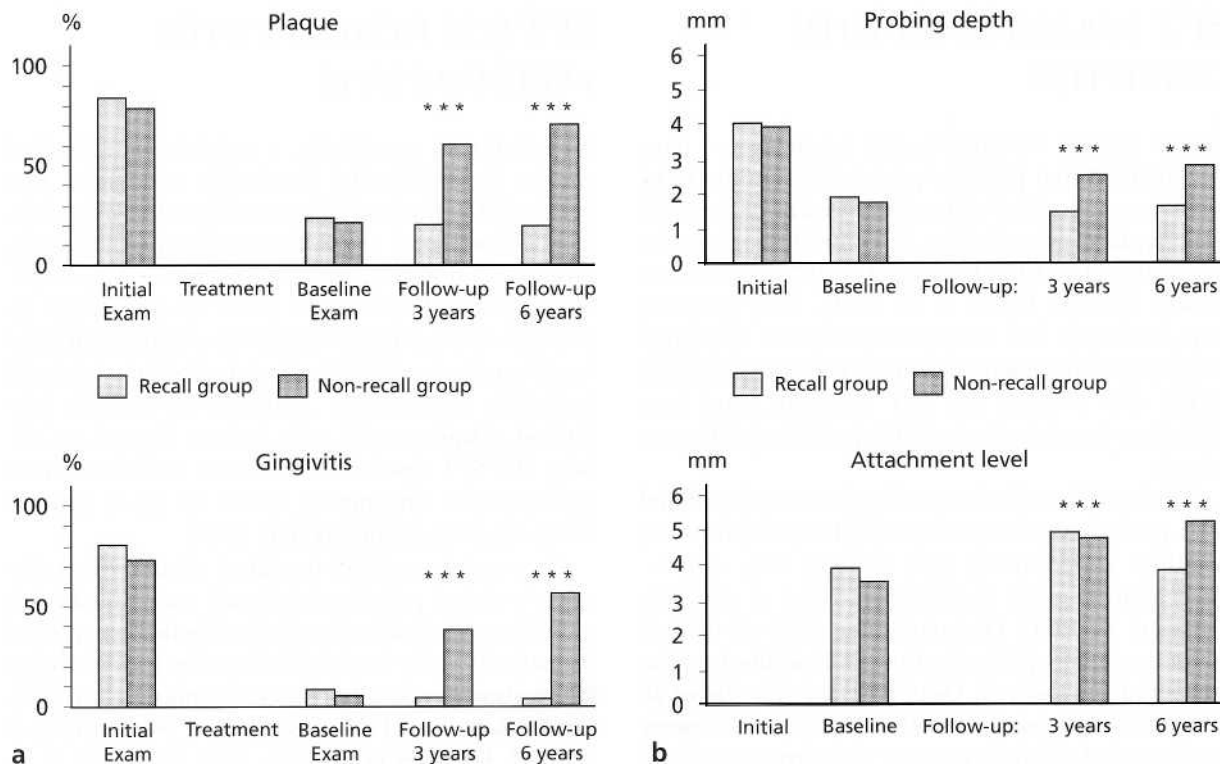 %
Plaque
100
50
0
* * *
* * *
Initial Exam
Treatment
Baseline Exam
Follow-up 3 years
Follow-up 6 years
Recall group
Non-recall group
%
Gingivitis
100
50
0
* * *
* * *
Initial Exam
Treatment
Baseline Exam
Follow-up 3 years
Follow-up 6 years
a
mm
Probing depth
6
5
4
3
2
1
0
* * *
* * *
Initial
Baseline
Follow-up:
3 years
6 years
Recall group
Non-recall group
mm
Attachment level
6
5
4
3
2
1
0
* * *
* * *
Initial
Baseline
Follow-up:
3 years
6 years
b